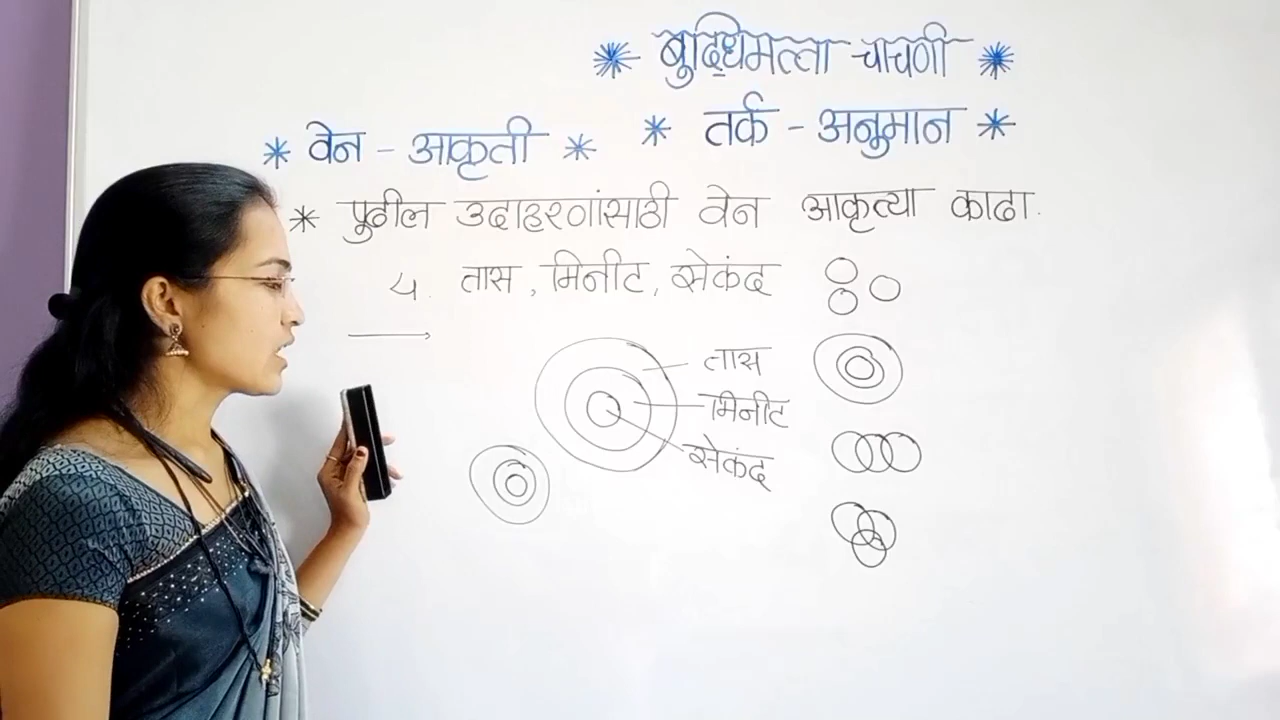 * बुद्धिमत्ता चाचणी *
* तर्क - अनुमान *
* वेन - आकृती *
* पुढील उदाहरणांसाठी वेन आकृत्या काढा.
५. तास, मिनीट, सेकंद
तास
मिनीट
सेकंद